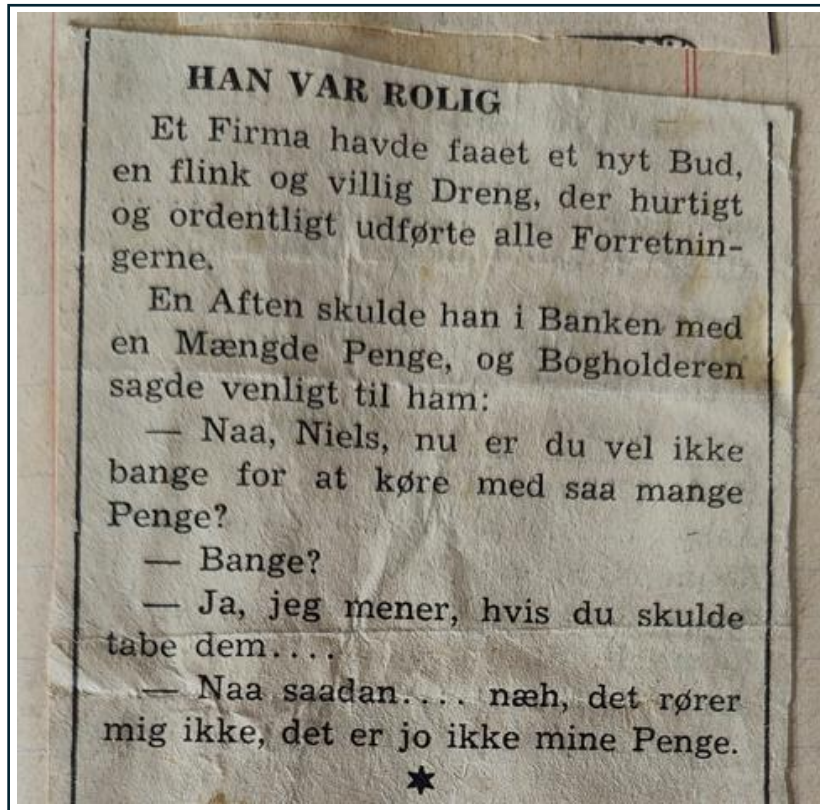 HAN VAR ROLIG
Et Firma havde faaet et nyt Bud,
en flink og villig Dreng, der hurtigt
og ordentligt udførte alle Forretnin-
gerne.
En Aften skulde han i Banken med
en Mængde Penge, og Bogholderen
sagde venligt til ham:
— Naa, Niels, nu er du vel ikke
bange for at køre med saa mange
Penge?
— Bange?
— Ja, jeg mener, hvis du skulde
tabe dem....
— Naa saadan.... næh, det rører
mig ikke, det er jo ikke mine Penge.